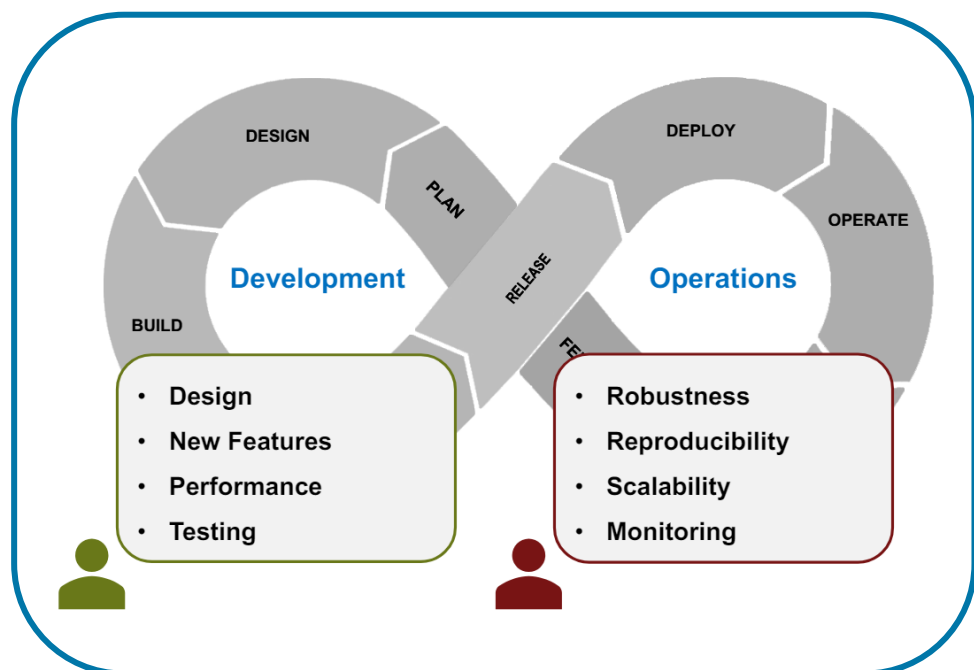 DESIGN
DEPLOY
PLAN
OPERATE
RELEASE
Development
Operations
BUILD
• Design
• New Features
• Performance
• Testing
• Robustness
• Reproducibility
• Scalability
• Monitoring